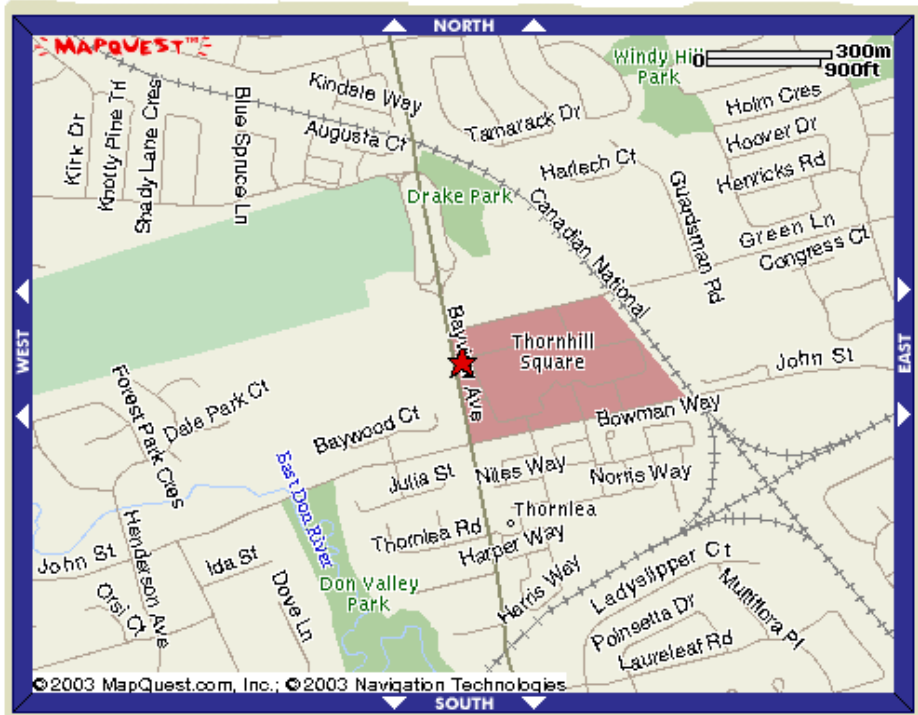 NORTH
MAPQUEST™
Windy Hill
Park
0
300m
900ft
Kindale Way
Kirk Dr
Knotty Pine Trl
Shady Lane Cres
Blue Spruce Ln
Augusta Ct
Tamarack Dr
Holm Cres
Hoover Dr
Henricks Rd
Harlech Ct
Drake Park
Canadian National
Guardsman Rd
Green Ln
Congress Ct
WEST
EAST
Thornhill
Square
John St
Forest Park Cres
Dale Park Ct
Baywood Ct
Bowman Way
East Don River
Julia St
Niles Way
Norris Way
Thornlea
Thornlea Rd
Harper Way
John St
Henderson Ave
Ida St
Dove Ln
Orsi Ct
Don Valley
Park
Harris Way
Ladyslipper Ct
Poinsetta Dr
Multiflora Pl
Laureleaf Rd
©2003 MapQuest.com, Inc.; ©2003 Navigation Technologies
SOUTH